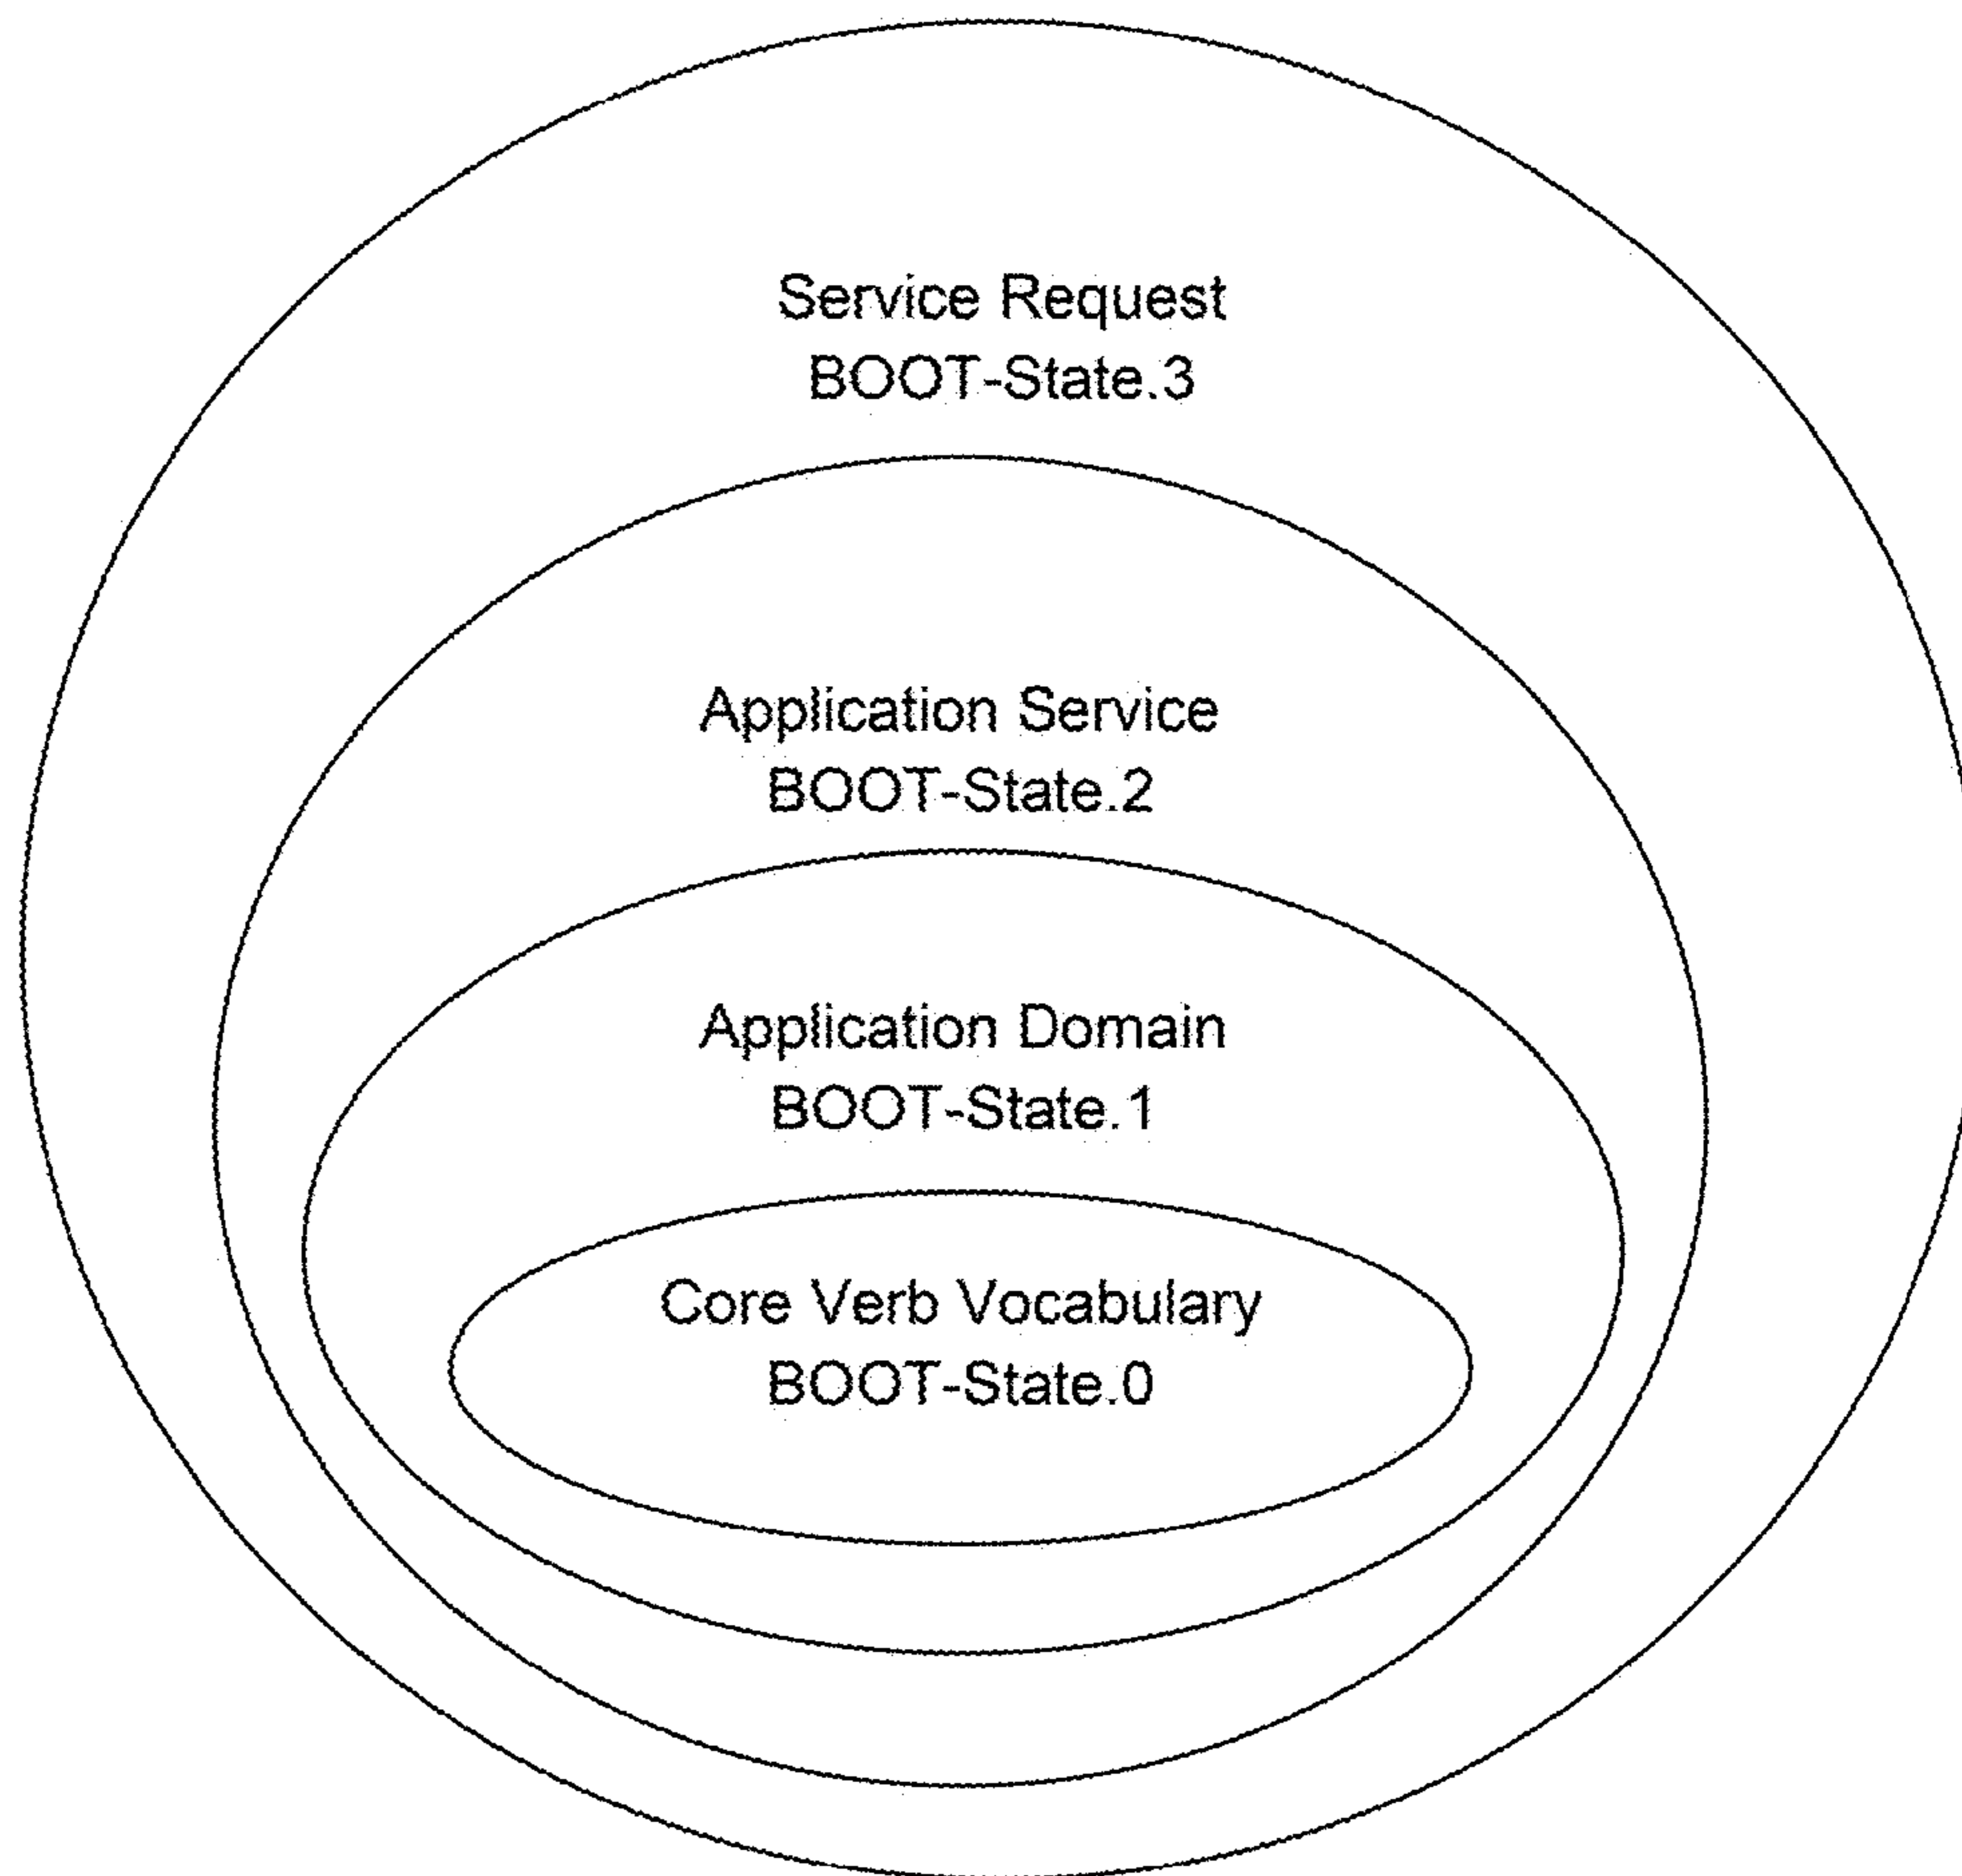 Service Request
BOOT-State.3
Application Service
BOOT-State.2
Application Domain
BOOT-State.1
Core Verb Vocabulary
BOOT-State.0